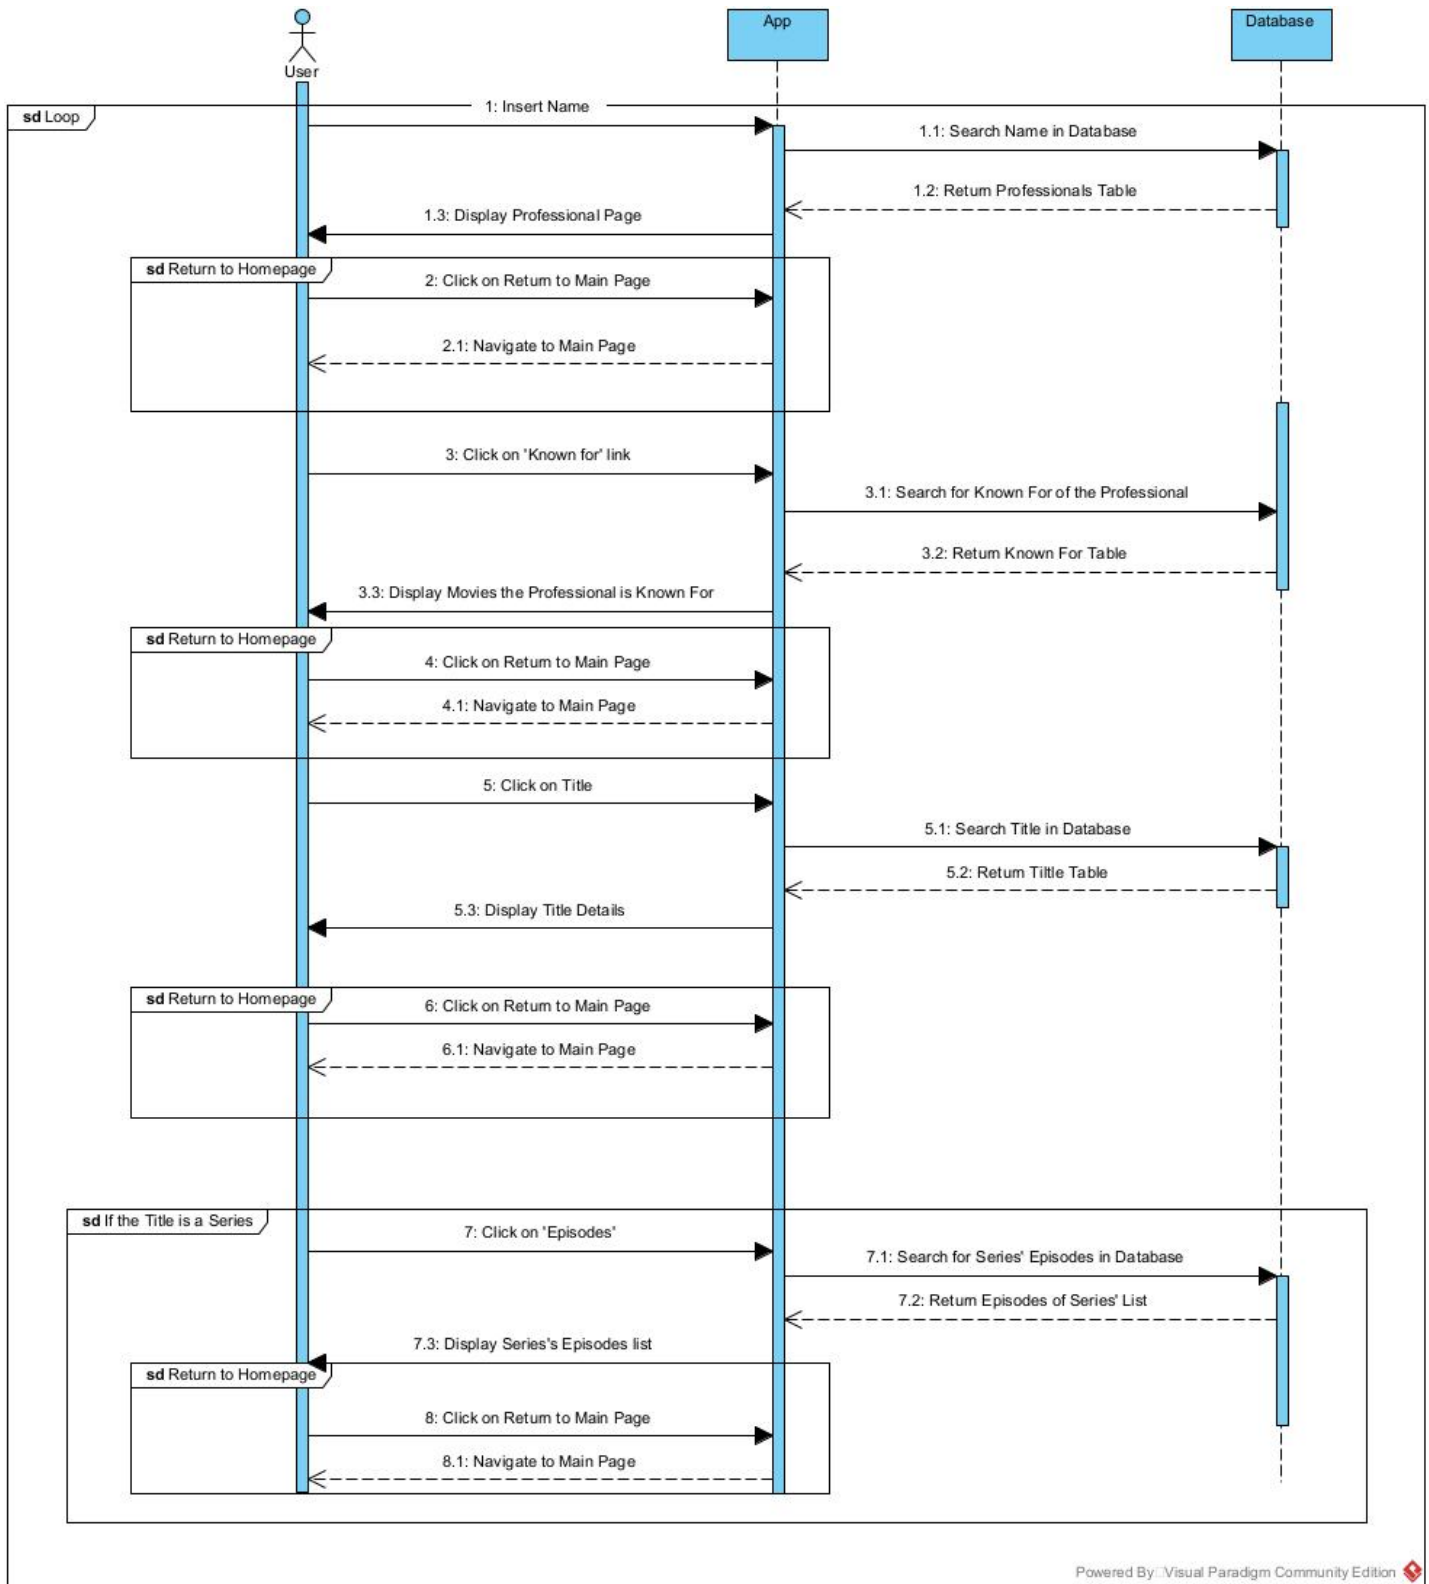 User
App
Database
sd Loop
1: Insert Name
1.1: Search Name in Database
1.2: Return Professionals Table
1.3: Display Professional Page
sd Return to Homepage
2: Click on Return to Main Page
2.1: Navigate to Main Page
3: Click on 'Known for' link
3.1: Search for Known For of the Professional
3.2: Return Known For Table
3.3: Display Movies the Professional is Known For
sd Return to Homepage
4: Click on Return to Main Page
4.1: Navigate to Main Page
5: Click on Title
5.1: Search Title in Database
5.2: Return Tiltle Table
5.3: Display Title Details
sd Return to Homepage
6: Click on Return to Main Page
6.1: Navigate to Main Page
sd If the Title is a Series
7: Click on 'Episodes'
7.1: Search for Series' Episodes in Database
7.2: Return Episodes of Series' List
7.3: Display Series's Episodes list
sd Return to Homepage
8: Click on Return to Main Page
8.1: Navigate to Main Page
Powered By Visual Paradigm Community Edition